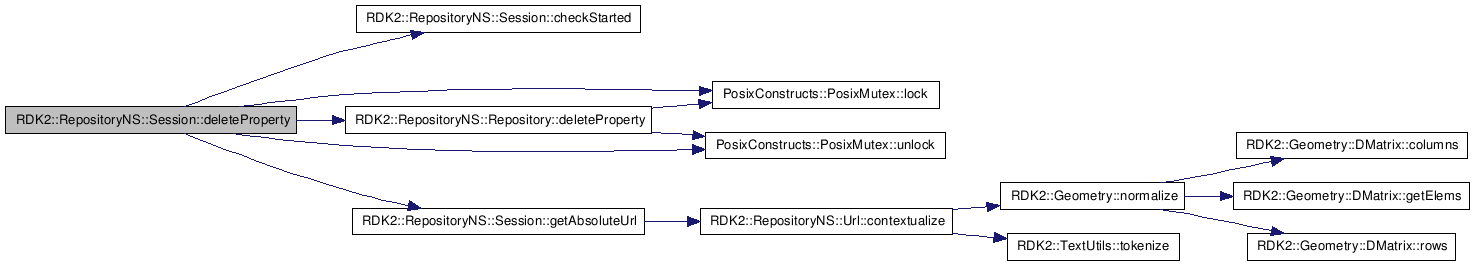 RDK2::RepositoryNS::Session::checkStarted
PosixConstructs::PosixMutex::lock
RDK2::RepositoryNS::Session::deleteProperty
RDK2::RepositoryNS::Repository::deleteProperty
PosixConstructs::PosixMutex::unlock
RDK2::Geometry::DMatrix::columns
RDK2::Geometry::normalize
RDK2::Geometry::DMatrix::getElems
RDK2::RepositoryNS::Session::getAbsoluteUrl
RDK2::RepositoryNS::Url::contextualize
RDK2::TextUtils::tokenize
RDK2::Geometry::DMatrix::rows